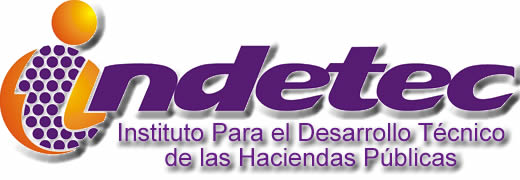 indetec
Instituto Para el Desarrollo Técnico
de las Haciendas Públicas